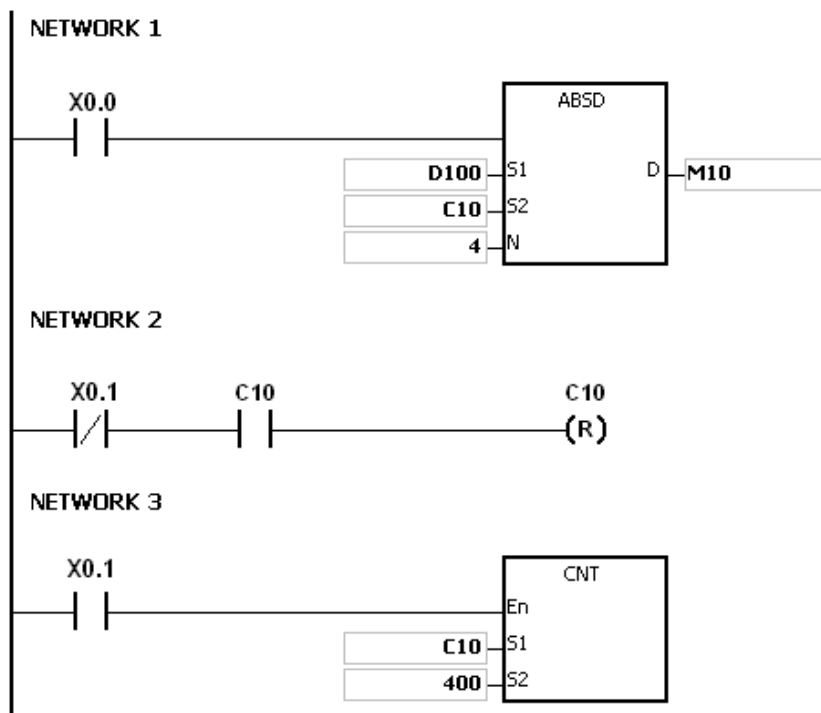 NETWORK 1
X0.0
ABSD
D100 S1 D M10
C10 S2
4 N
NETWORK 2
X0.1 C10 C10
(R)
NETWORK 3
X0.1
CNT
En
C10 S1
400 S2